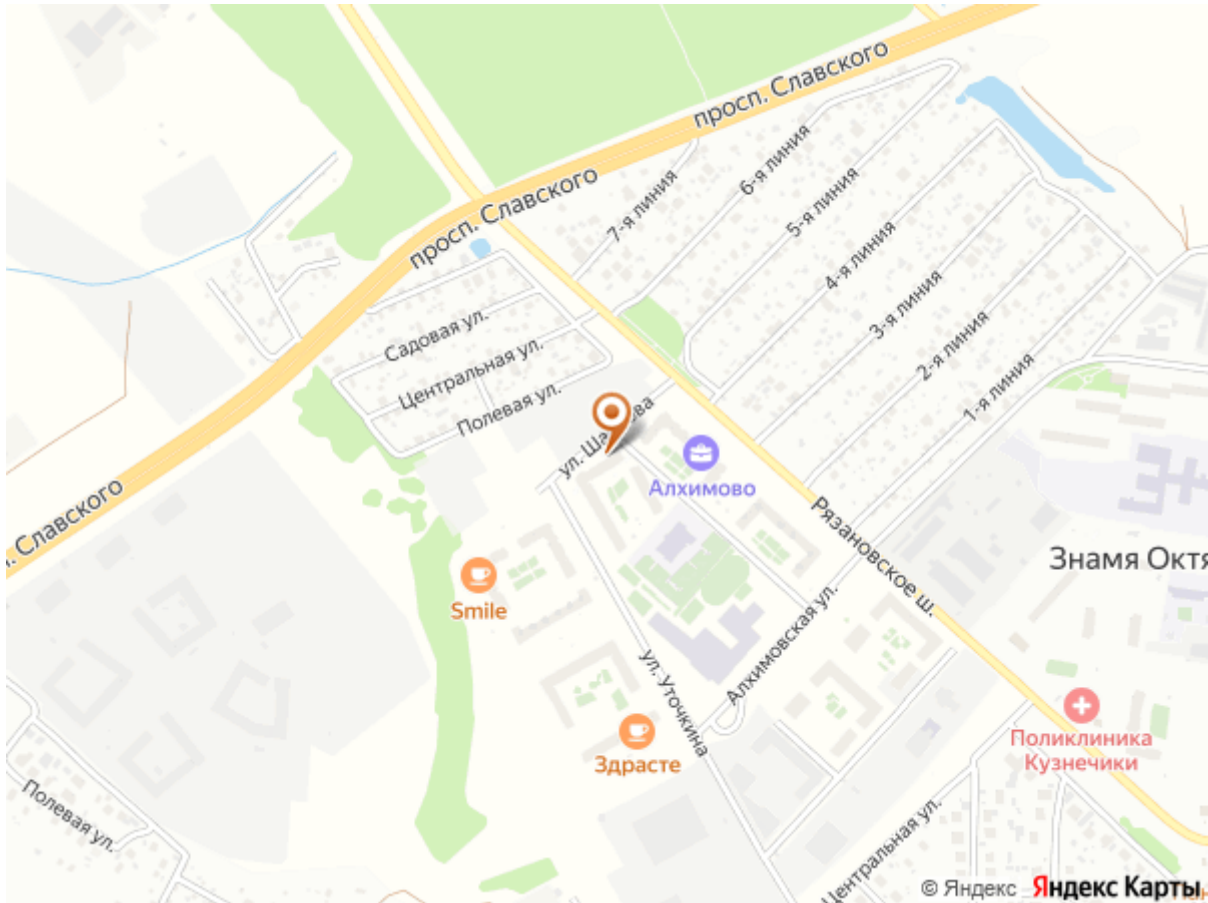 просп. Славского
просп. Славского
6-я линия
7-я линия
5-я линия
4-я линия
3-я линия
2-я линия
1-я линия
Садовая ул.
Центральная ул.
Полевая ул.
ул.
Алхимово
Славского
Рязановское ш.
Знамя
Smile
Алхимовская ул.
ул. Уточкина
Здрасте
Поликлиника
Кузнечики
Полевая ул.
Центральная ул.
© Яндекс Яндекс Карты